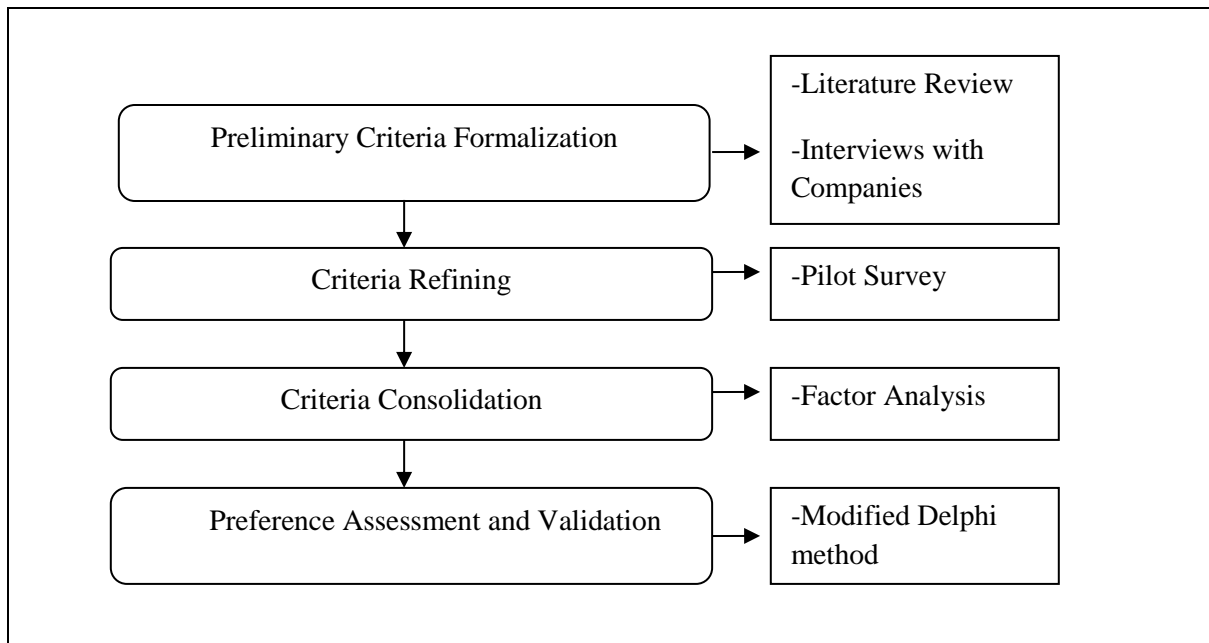 Preliminary Criteria Formalization
-Literature Review
-Interviews with
Companies
Criteria Refining
-Pilot Survey
Criteria Consolidation
-Factor Analysis
Preference Assessment and Validation
-Modified Delphi
method